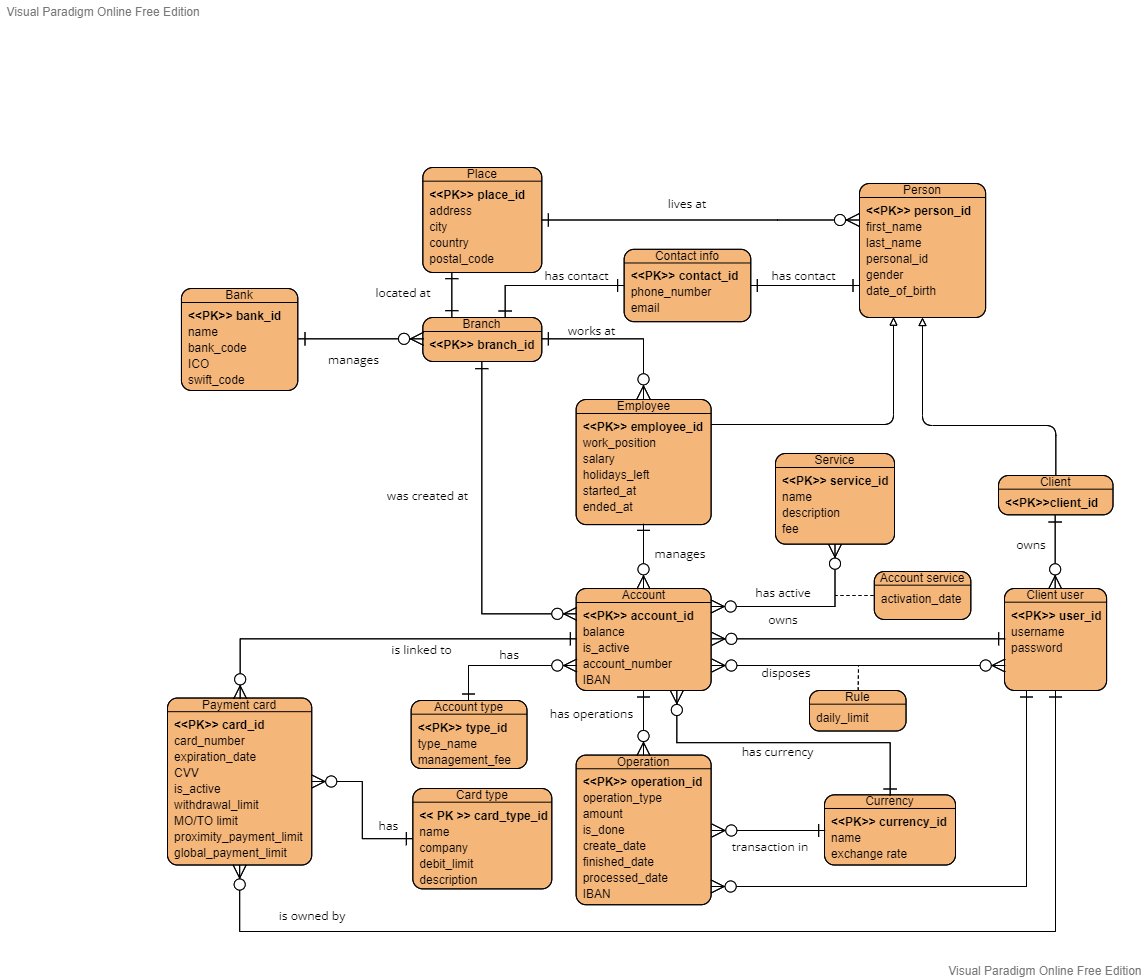 Visual Paradigm Online Free Edition
Place
<<PK>> place_id
address
city
country
postal_code
Person
<<PK>> person_id
first_name
last_name
personal_id
gender
date_of_birth
lives at
Contact info
<<PK>> contact_id
phone_number
email
has contact
has contact
located at
Bank
<<PK>> bank_id
name
bank_code
ICO
swift_code
manages
Branch
<<PK>> branch_id
works at
Employee
<<PK>> employee_id
work_position
salary
holidays_left
started_at
ended_at
was created at
manages
Service
<<PK>> service_id
name
description
fee
Client
<<PK>>client_id
owns
Account service
activation_date
has active
owns
Account
<<PK>> account_id
balance
is_active
account_number
IBAN
Client user
<<PK>> user_id
username
password
is linked to
has
disposes
Rule
daily_limit
Payment card
<<PK>> card_id
card_number
expiration_date
CVV
is_active
withdrawal_limit
MO/TO limit
proximity_payment_limit
global_payment_limit
Account type
<<PK>> type_id
type_name
management_fee
has operations
has currency
Card type
<< PK >> card_type_id
name
company
debit_limit
description
has
Operation
<<PK>> operation_id
operation_type
amount
is_done
create_date
finished_date
processed_date
IBAN
Currency
<<PK>> currency_id
name
exchange rate
transaction in
is owned by
Visual Paradigm Online Free Edition